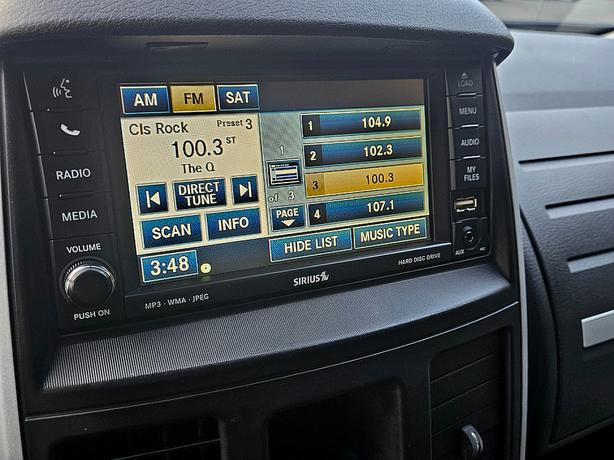 AM FM SAT
Cls Rock Preset 3
100.3 ST
The Q
DIRECT TUNE
SCAN INFO
3:48
1
of 3
PAGE
1 104.9
2 102.3
3 100.3
4 107.1
HIDE LIST MUSIC TYPE
RADIO
MEDIA
VOLUME
PUSH ON
LOAD
MENU
AUDIO
MY FILES
AUX
MP3 · WMA · JPEG
SIRIUS
HARD DISC DRIVE